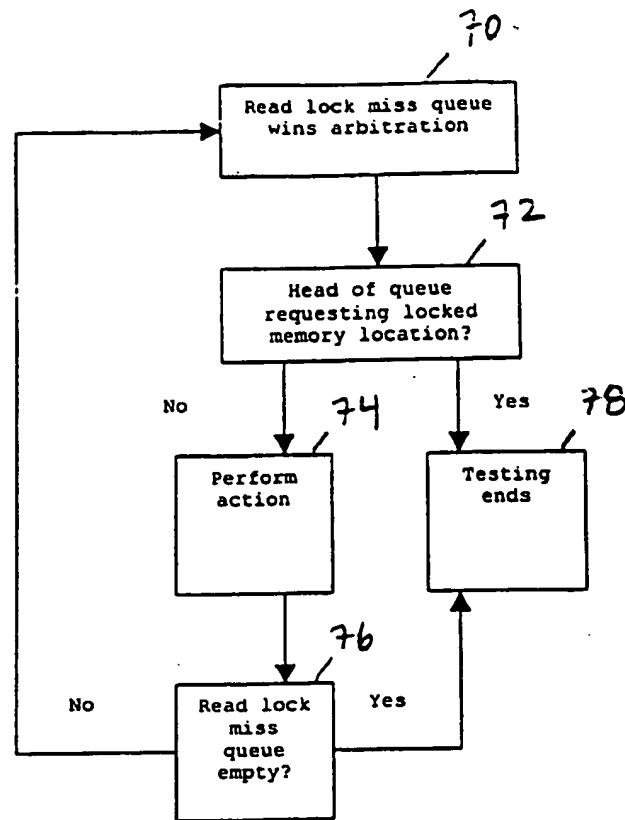 70
Read lock miss queue
wins arbitration
72
Head of queue
requesting locked
memory location?
No
74
Yes
78
Perform
action
Testing
ends
76
No
Read lock
miss
queue
empty?
Yes